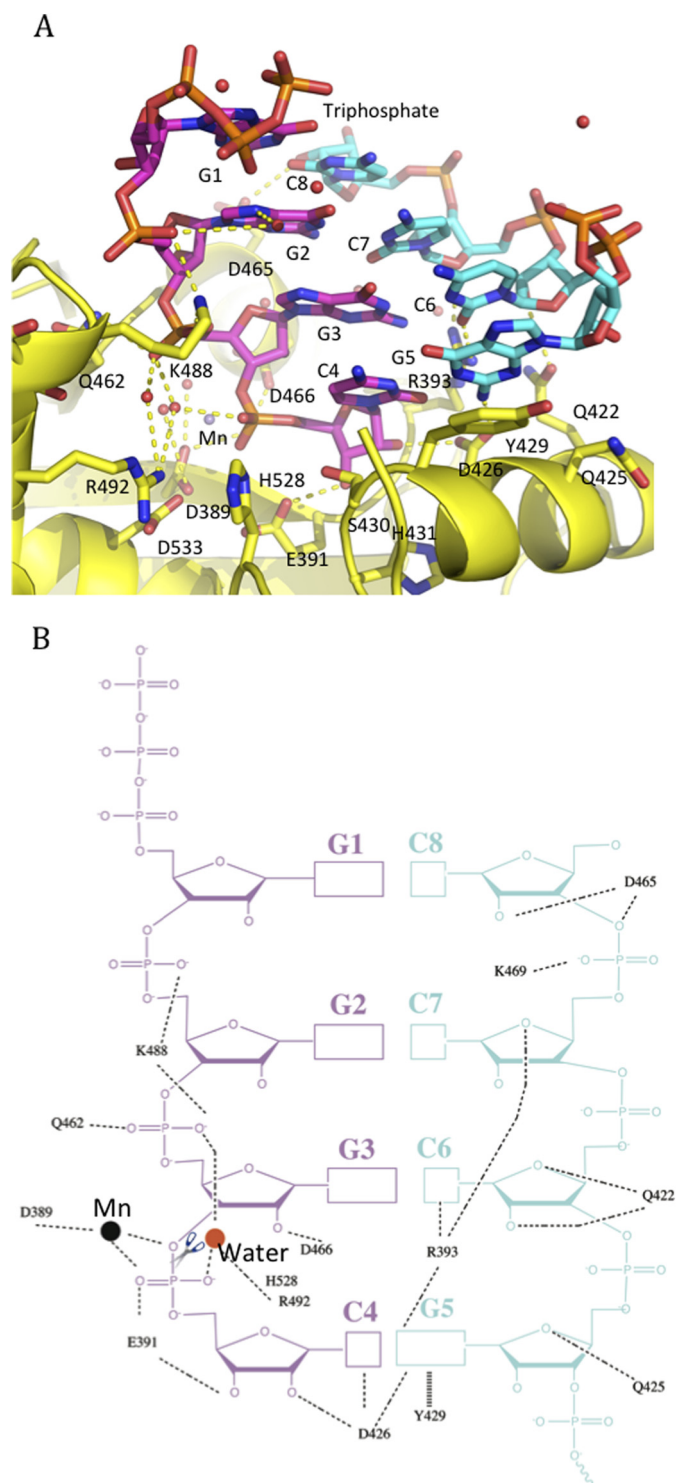 A
Triphosphate
G1
C8
G2
C7
D465
C6
G3
G5
Q462
K488
C4
R393
D466
Mn
Q422
Y429
R492
H528
D426
Q425
D389
S430
H431
D533
E391
B
O⁻
⁻O P O
O
⁻O P O
O⁻
⁻O P O
O
G1 C8
O O O
D465
O O O
O P O⁻ K469 ⁻O P O
O⁻ O
G2 C7
O O
K488
O O O O
Q462 O P O⁻ ⁻O P O
O⁻ O⁻
G3 C6
O O
Q422
Mn
D389
O O
R393
O Water D466 O
O P O⁻ H528 ⁻O P O
R492
O⁻ O⁻
C4 G5
E391
O O
O O Y429 O Q425
D426
⁻O P O
O⁻